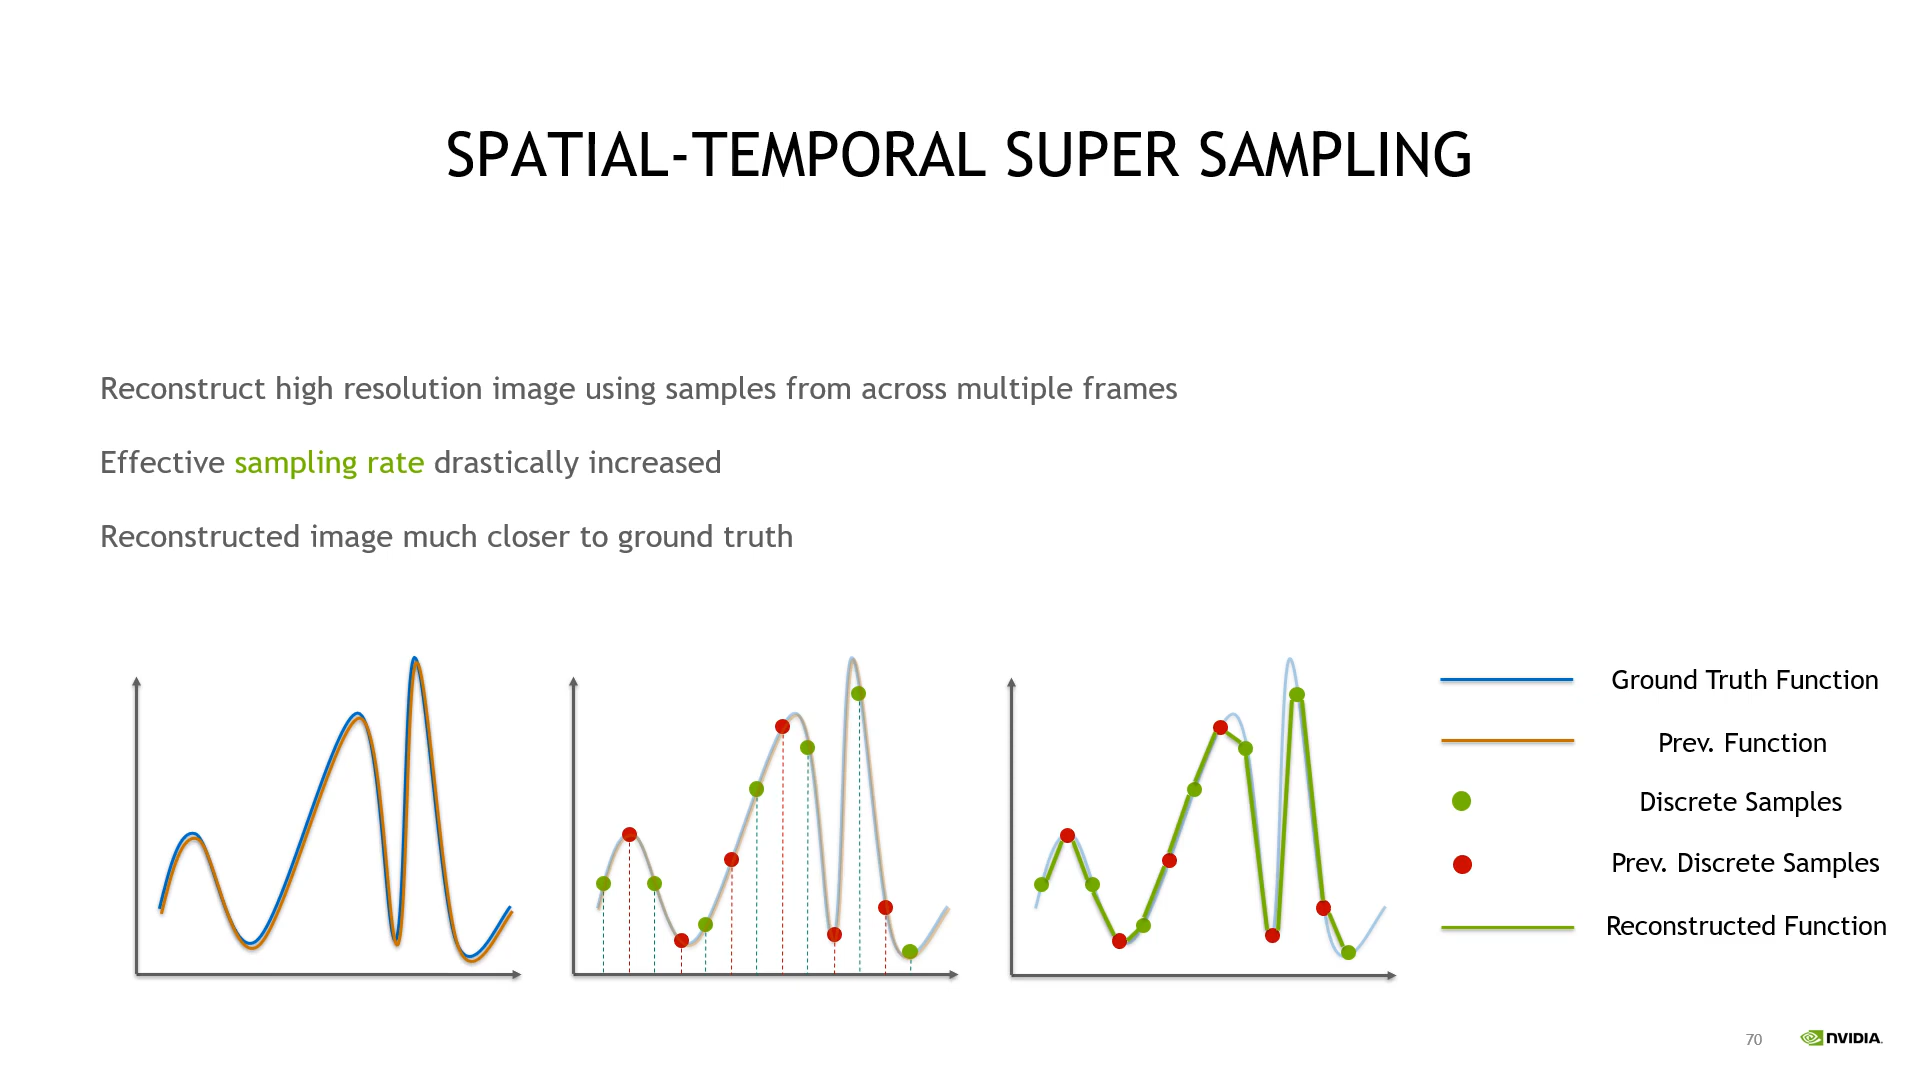 SPATIAL-TEMPORAL SUPER SAMPLING
Reconstruct high resolution image using samples from across multiple frames
Effective sampling rate drastically increased
Reconstructed image much closer to ground truth
Ground Truth Function
Prev. Function
Discrete Samples
Prev. Discrete Samples
Reconstructed Function
70
NVIDIA.